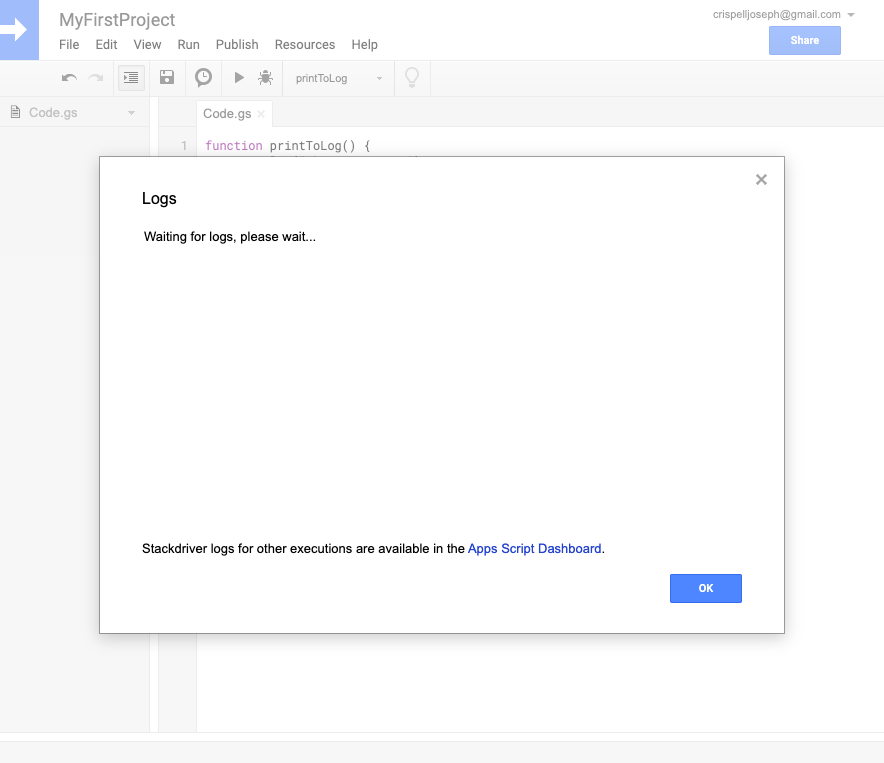 MyFirstProject
crispelljoseph@gmail.com
File Edit View Run Publish Resources Help
Share
printToLog
Code.gs
Code.gs
1 function printToLog() {
Logs
Waiting for logs, please wait...
Stackdriver logs for other executions are available in the Apps Script Dashboard.
OK